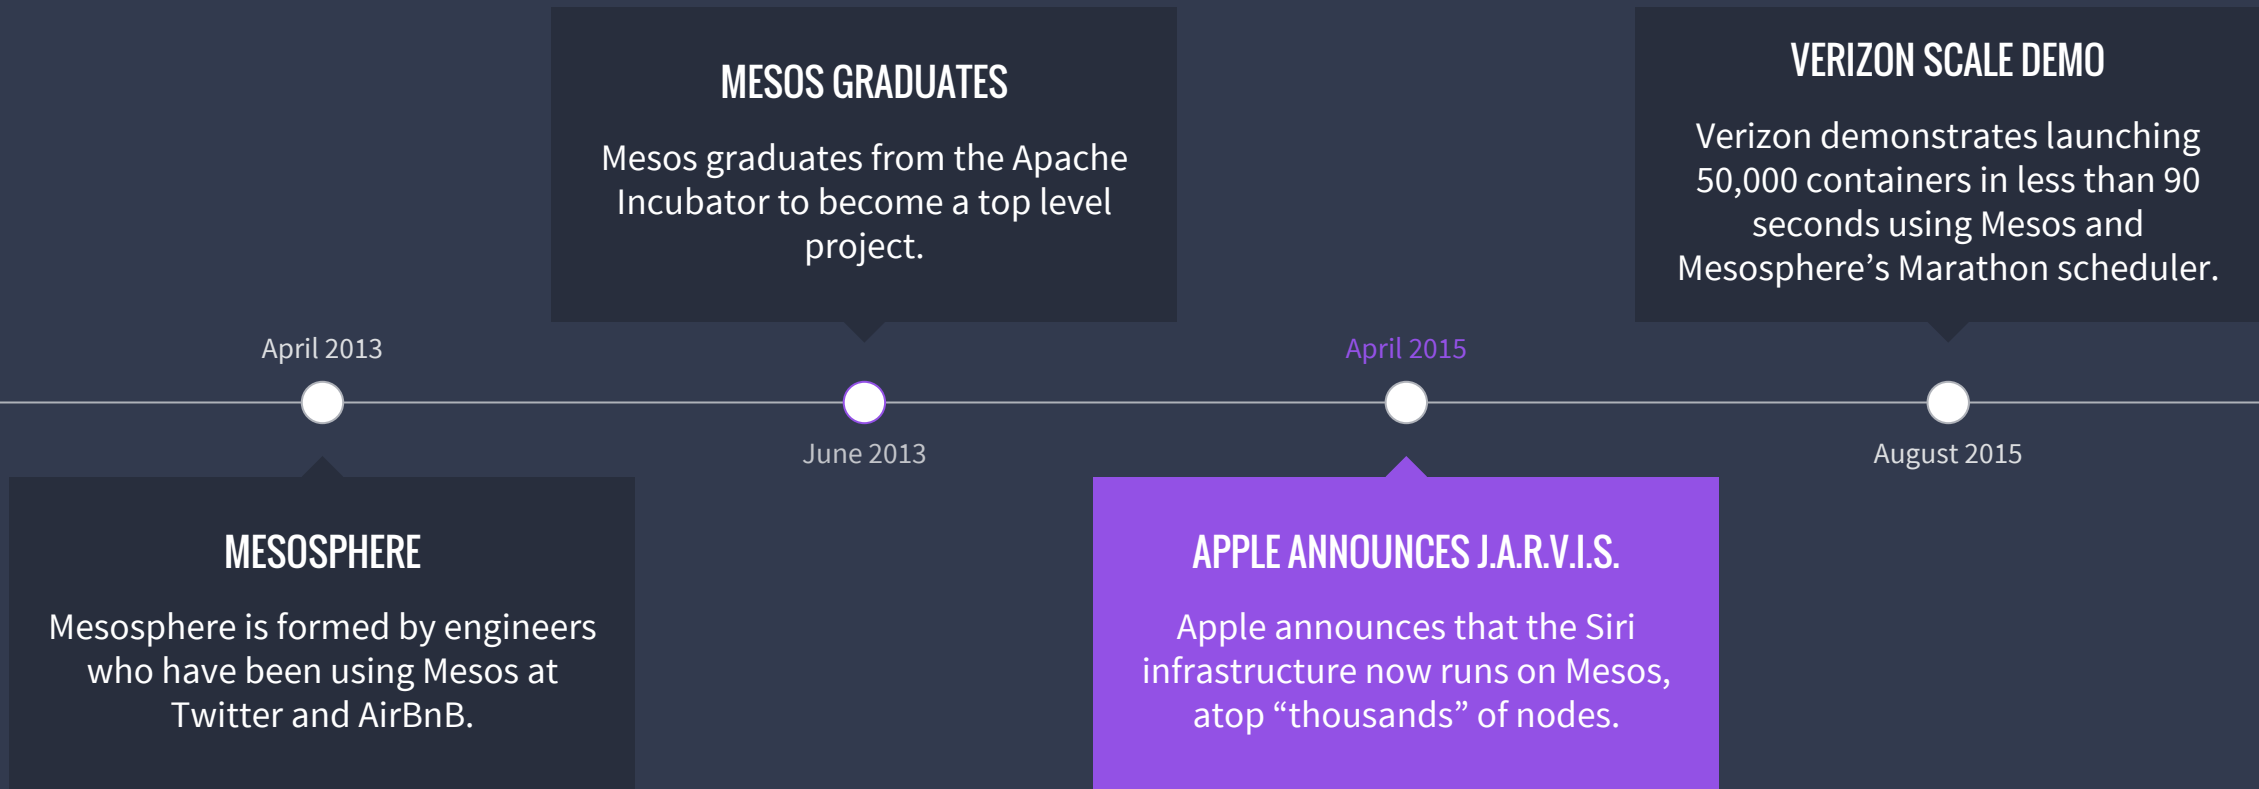 April 2013
MESOSPHERE
Mesosphere is formed by engineers
who have been using Mesos at
Twitter and AirBnB.
MESOS GRADUATES
Mesos graduates from the Apache
Incubator to become a top level
project.
June 2013
April 2015
APPLE ANNOUNCES J.A.R.V.I.S.
Apple announces that the Siri
infrastructure now runs on Mesos,
atop “thousands” of nodes.
VERIZON SCALE DEMO
Verizon demonstrates launching
50,000 containers in less than 90
seconds using Mesos and
Mesosphere’s Marathon scheduler.
August 2015